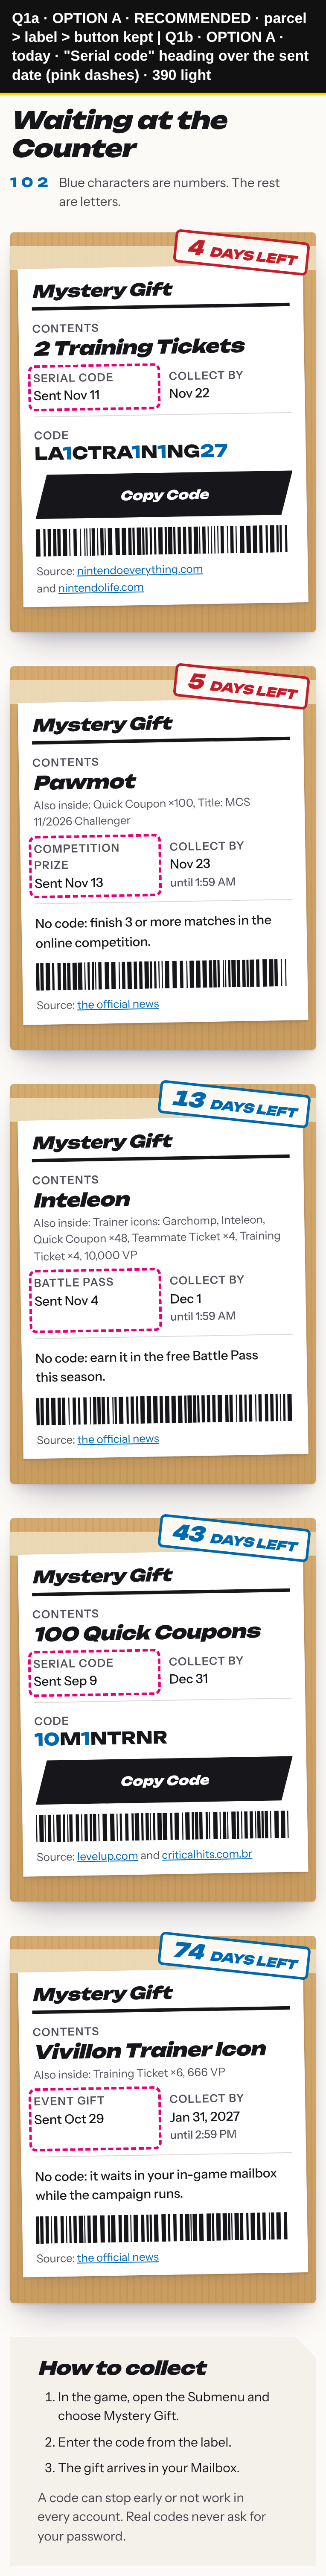 Q1a · OPTION A · RECOMMENDED · parcel
> label > button kept | Q1b · OPTION A ·
today · "Serial code" heading over the sent
date (pink dashes) · 390 light
Waiting at the
Counter
102 Blue characters are numbers. The rest
are letters.
4 DAYS LEFT
Mystery Gift
CONTENTS
2 Training Tickets
SERIAL CODE COLLECT BY
Sent Nov 11 Nov 22
CODE
LA1CTRA1N1NG27
Copy Code
Source: nintendoeverything.com
and nintendolife.com
5 DAYS LEFT
Mystery Gift
CONTENTS
Pawmot
Also inside: Quick Coupon ×100, Title: MCS
11/2026 Challenger
COMPETITION COLLECT BY
PRIZE Nov 23
Sent Nov 13 until 1:59 AM
No code: finish 3 or more matches in the
online competition.
Source: the official news
13 DAYS LEFT
Mystery Gift
CONTENTS
Inteleon
Also inside: Trainer icons: Garchomp, Inteleon,
Quick Coupon ×48, Teammate Ticket ×4, Training
Ticket ×4, 10,000 VP
BATTLE PASS COLLECT BY
Sent Nov 4 Dec 1
until 1:59 AM
No code: earn it in the free Battle Pass
this season.
Source: the official news
43 DAYS LEFT
Mystery Gift
CONTENTS
100 Quick Coupons
SERIAL CODE COLLECT BY
Sent Sep 9 Dec 31
CODE
10M1NTRNR
Copy Code
Source: levelup.com and criticalhits.com.br
74 DAYS LEFT
Mystery Gift
CONTENTS
Vivillon Trainer Icon
Also inside: Training Ticket ×6, 666 VP
EVENT GIFT COLLECT BY
Sent Oct 29 Jan 31, 2027
until 2:59 PM
No code: it waits in your in-game mailbox
while the campaign runs.
Source: the official news
How to collect
1. In the game, open the Submenu and
choose Mystery Gift.
2. Enter the code from the label.
3. The gift arrives in your Mailbox.
A code can stop early or not work in
every account. Real codes never ask for
your password.